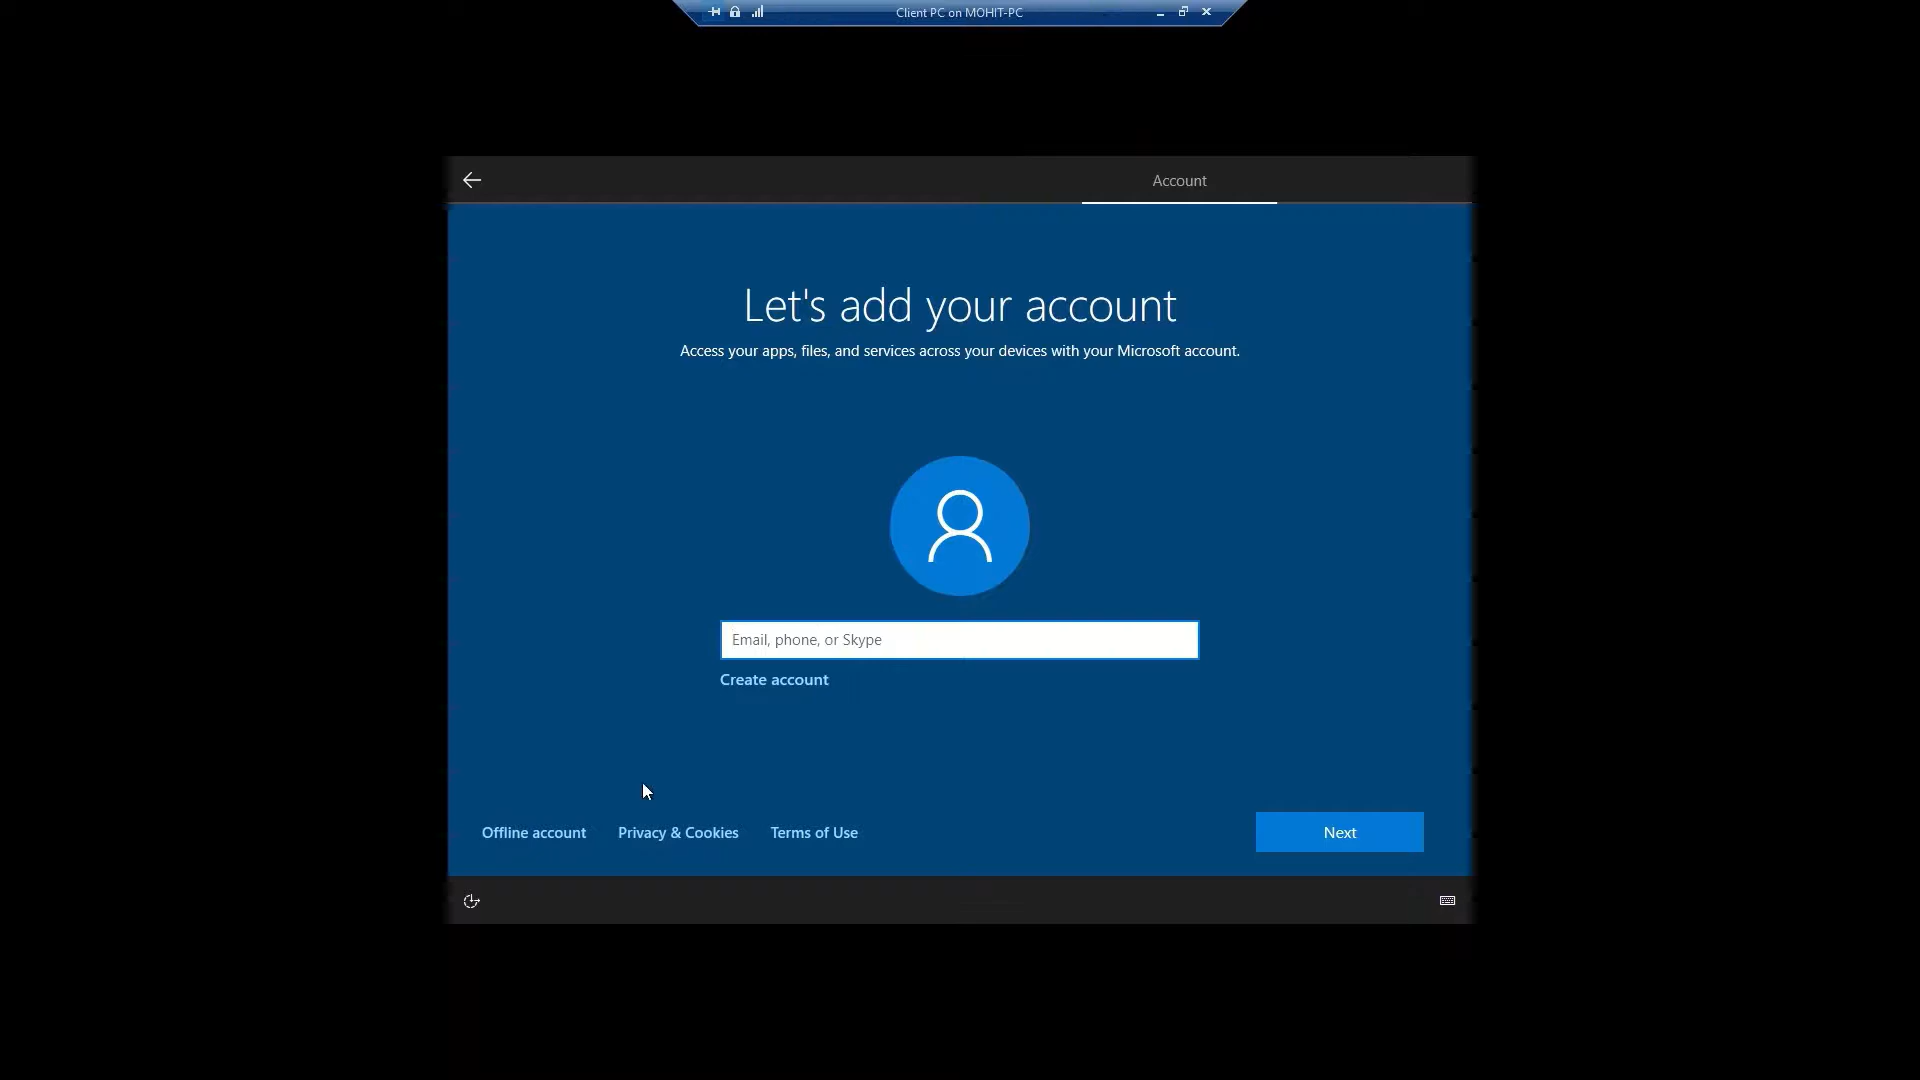 Client PC on MOHIT-PC
Account
Let's add your account
Access your apps, files, and services across your devices with your Microsoft account.
Email, phone, or Skype
Create account
Offline account
Privacy & Cookies
Terms of Use
Next